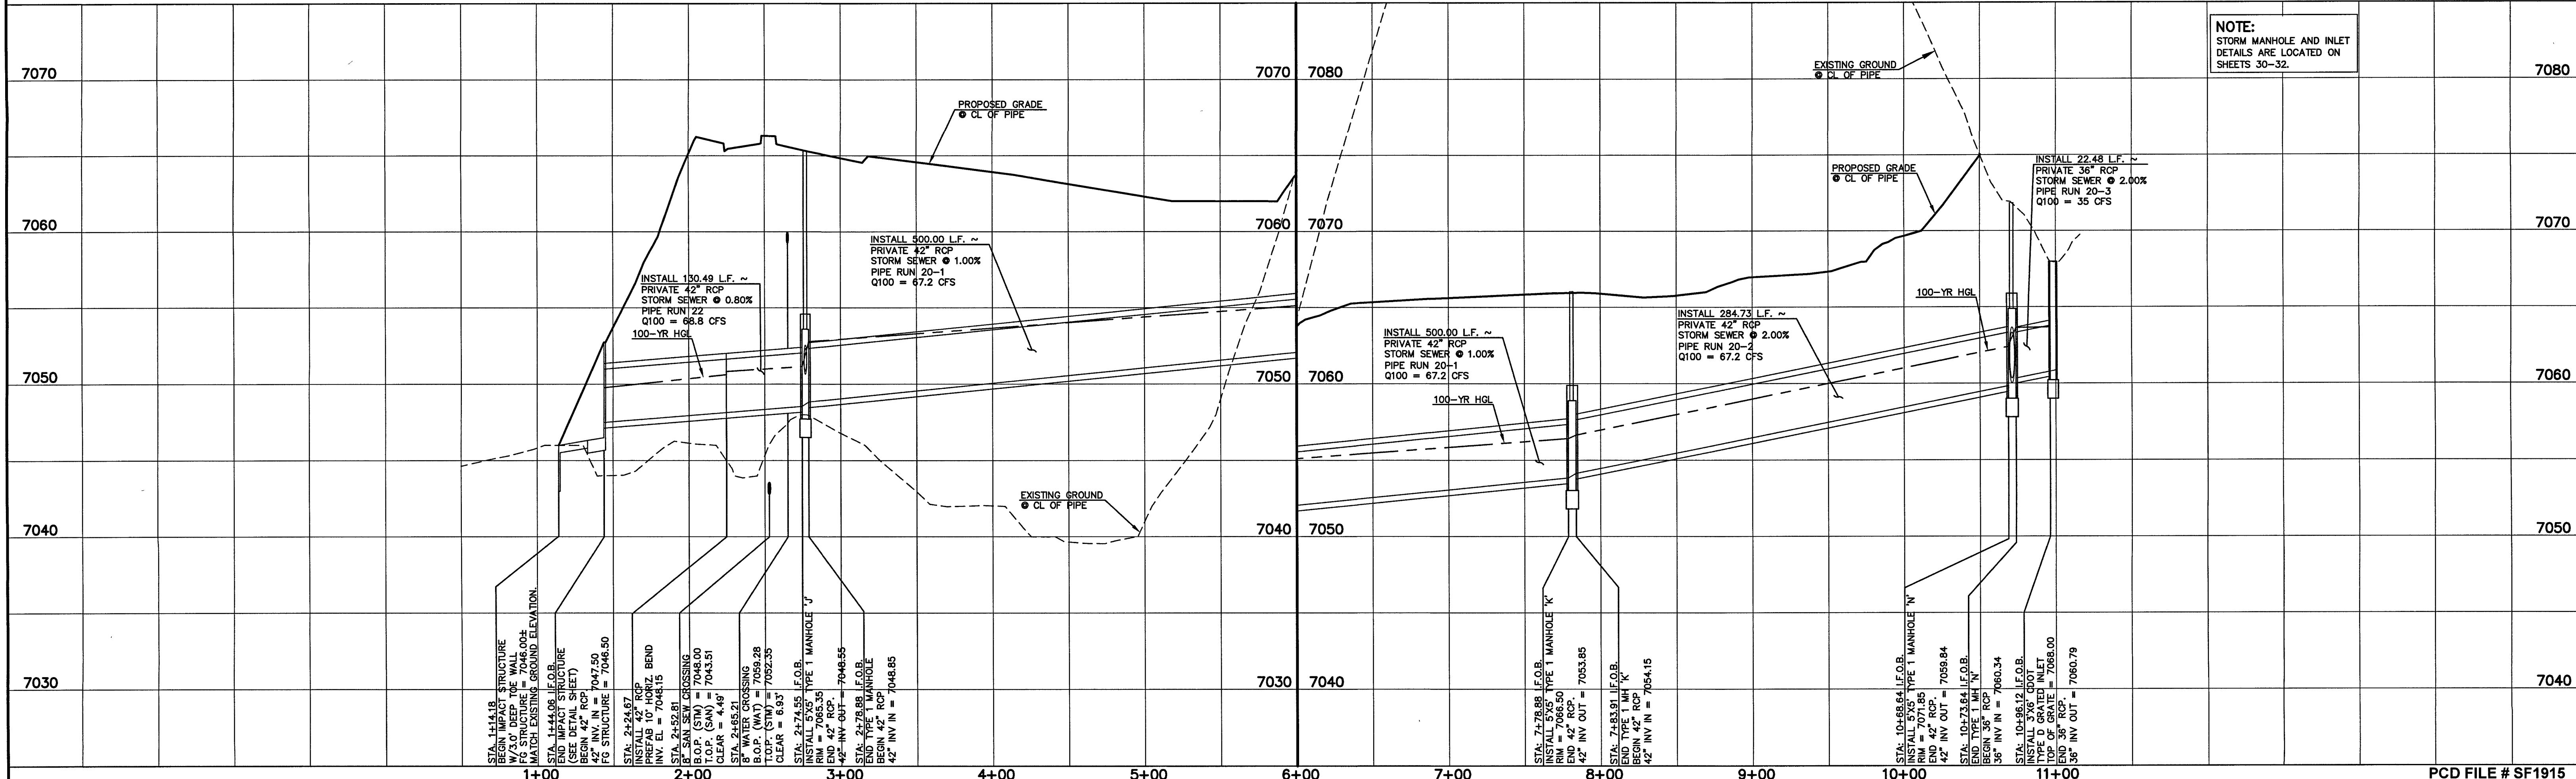 NOTE:
STORM MANHOLE AND INLET
DETAILS ARE LOCATED ON
SHEETS 30-32.
7070
7070
7080
7080
7060
7060
7070
7070
7050
7050
7060
7060
7040
7040
7050
7050
7030
7030
7040
7040
PROPOSED GRADE
@ CL OF PIPE
INSTALL 130.49 L.F. ~
PRIVATE 42" RCP
STORM SEWER @ 0.80%
PIPE RUN 22
Q100 = 68.8 CFS
100-YR HGL
INSTALL 500.00 L.F. ~
PRIVATE 42" RCP
STORM SEWER @ 1.00%
PIPE RUN 20-1
Q100 = 67.2 CFS
EXISTING GROUND
@ CL OF PIPE
INSTALL 500.00 L.F. ~
PRIVATE 42" RCP
STORM SEWER @ 1.00%
PIPE RUN 20-1
Q100 = 67.2 CFS
100-YR HGL
INSTALL 284.73 L.F. ~
PRIVATE 42" RCP
STORM SEWER @ 2.00%
PIPE RUN 20-2
Q100 = 67.2 CFS
EXISTING GROUND
@ CL OF PIPE
PROPOSED GRADE
@ CL OF PIPE
100-YR HGL
INSTALL 22.48 L.F. ~
PRIVATE 36" RCP
STORM SEWER @ 2.00%
PIPE RUN 20-3
Q100 = 35 CFS
STA. 1+14.18
BEGIN IMPACT STRUCTURE
W/3.0' DEEP TOE WALL
FG STRUCTURE = 7046.00±
MATCH EXISTING GROUND ELEVATION.
STA. 1+44.06 I.F.O.B.
END IMPACT STRUCTURE
(SEE DETAIL SHEET)
BEGIN 42" RCP.
42" INV. IN = 7047.50
FG STRUCTURE = 7046.50
STA: 2+24.67
INSTALL 42" RCP
PREFAB 10° HORIZ. BEND
INV. EL = 7048.15
STA. 2+52.81
8" SAN SEW CROSSING
B.O.P. (STM) = 7048.00
T.O.P. (SAN) = 7043.51
CLEAR = 4.49'
STA. 2+65.21
8" WATER CROSSING
B.O.P. (WAT) = 7059.28
T.O.P. (STM) = 7052.35
CLEAR = 6.93'
STA: 2+74.55 I.F.O.B.
INSTALL 5'X5' TYPE 1 MANHOLE 'J'
RIM = 7065.35
END 42" RCP.
42" INV OUT = 7048.55
STA: 2+78.88 I.F.O.B.
END TYPE 1 MANHOLE
BEGIN 42" RCP
42" INV IN = 7048.85
STA: 7+78.88 I.F.O.B.
INSTALL 5'X5' TYPE 1 MANHOLE 'K'
RIM = 7066.50
END 42" RCP.
42" INV OUT = 7053.85
STA: 7+83.91 I.F.O.B.
END TYPE 1 MH 'K'
BEGIN 42" RCP
42" INV IN = 7054.15
STA: 10+68.64 I.F.O.B.
INSTALL 5'X5' TYPE 1 MANHOLE 'N'
RIM = 7071.85
END 42" RCP.
42" INV OUT = 7059.84
STA: 10+73.64 I.F.O.B.
END TYPE 1 MH 'N'
BEGIN 36" RCP
36" INV IN = 7060.34
STA: 10+96.12 I.F.O.B.
INSTALL 3'X6' CDOT
TYPE D GRATED INLET
TOP OF GRATE = 7068.00
END 36" RCP.
36" INV OUT = 7060.79
1+00
2+00
3+00
4+00
5+00
6+00
7+00
8+00
9+00
10+00
11+00
PCD FILE # SF1915